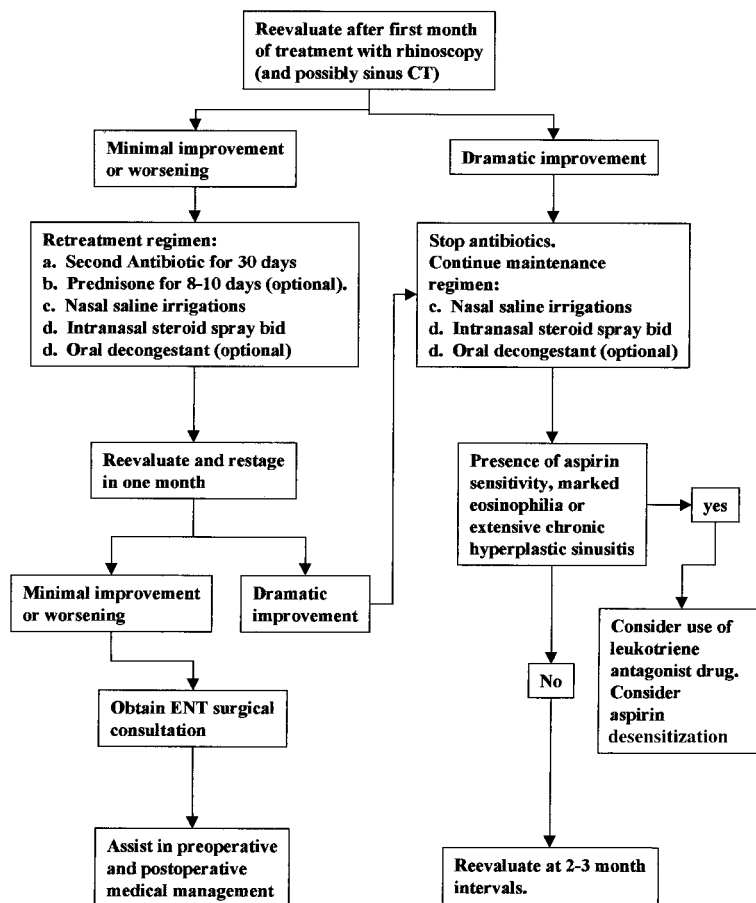 Reevaluate after first month
of treatment with rhinoscopy
(and possibly sinus CT)
Minimal improvement
or worsening
Dramatic improvement
Retreatment regimen:
a. Second Antibiotic for 30 days
b. Prednisone for 8-10 days (optional).
c. Nasal saline irrigations
d. Intranasal steroid spray bid
d. Oral decongestant (optional)
Stop antibiotics.
Continue maintenance
regimen:
c. Nasal saline irrigations
d. Intranasal steroid spray bid
d. Oral decongestant (optional)
Reevaluate and restage
in one month
Presence of aspirin
sensitivity, marked
eosinophilia or
extensive chronic
hyperplastic sinusitis
yes
Minimal improvement
or worsening
Dramatic
improvement
Consider use of
leukotriene
antagonist drug.
Consider
aspirin
desensitization
No
Obtain ENT surgical
consultation
Assist in preoperative
and postoperative
medical management
Reevaluate at 2-3 month
intervals.